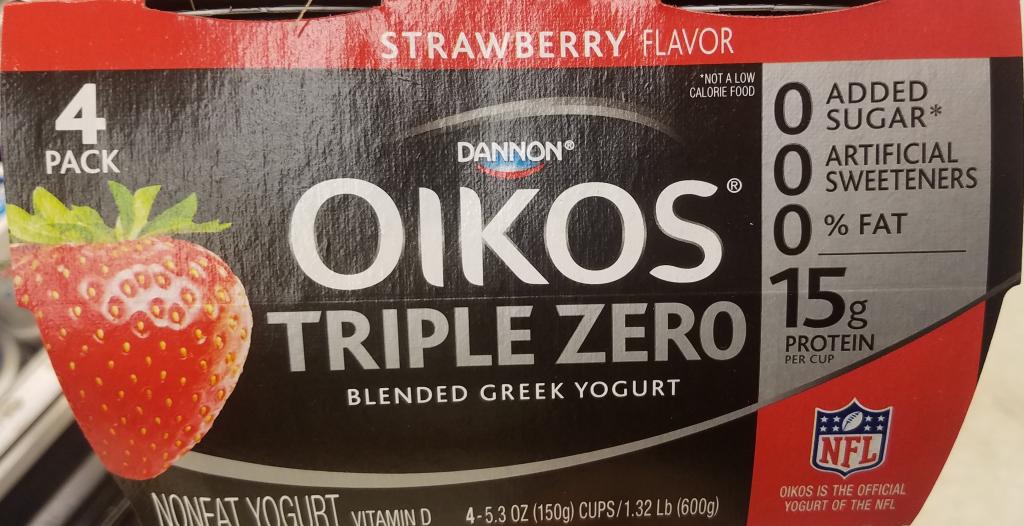 STRAWBERRY FLAVOR
*NOT A LOW
CALORIE FOOD
4
PACK
DANNON®
OIKOS®
TRIPLE ZERO
BLENDED GREEK YOGURT
0 ADDED
SUGAR*
0 ARTIFICIAL
SWEETENERS
0 % FAT
15g
PROTEIN
PER CUP
NFL
OIKOS IS THE OFFICIAL
YOGURT OF THE NFL
NONFAT YOGURT VITAMIN D 4-5.3 OZ (150g) CUPS/1.32 Lb (600g)